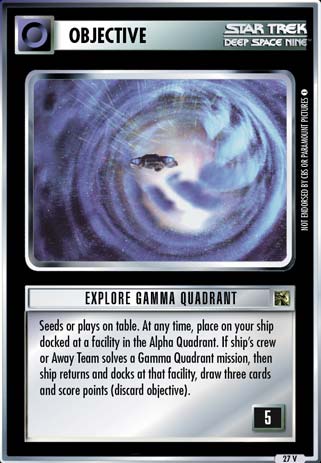 OBJECTIVE
STAR TREK
DEEP SPACE NINE
NOT ENDORSED BY CBS OR PARAMOUNT PICTURES
EXPLORE GAMMA QUADRANT
Seeds or plays on table. At any time, place on your ship
docked at a facility in the Alpha Quadrant. If ship's crew
or Away Team solves a Gamma Quadrant mission, then
ship returns and docks at that facility, draw three cards
and score points (discard objective).
5
27 V